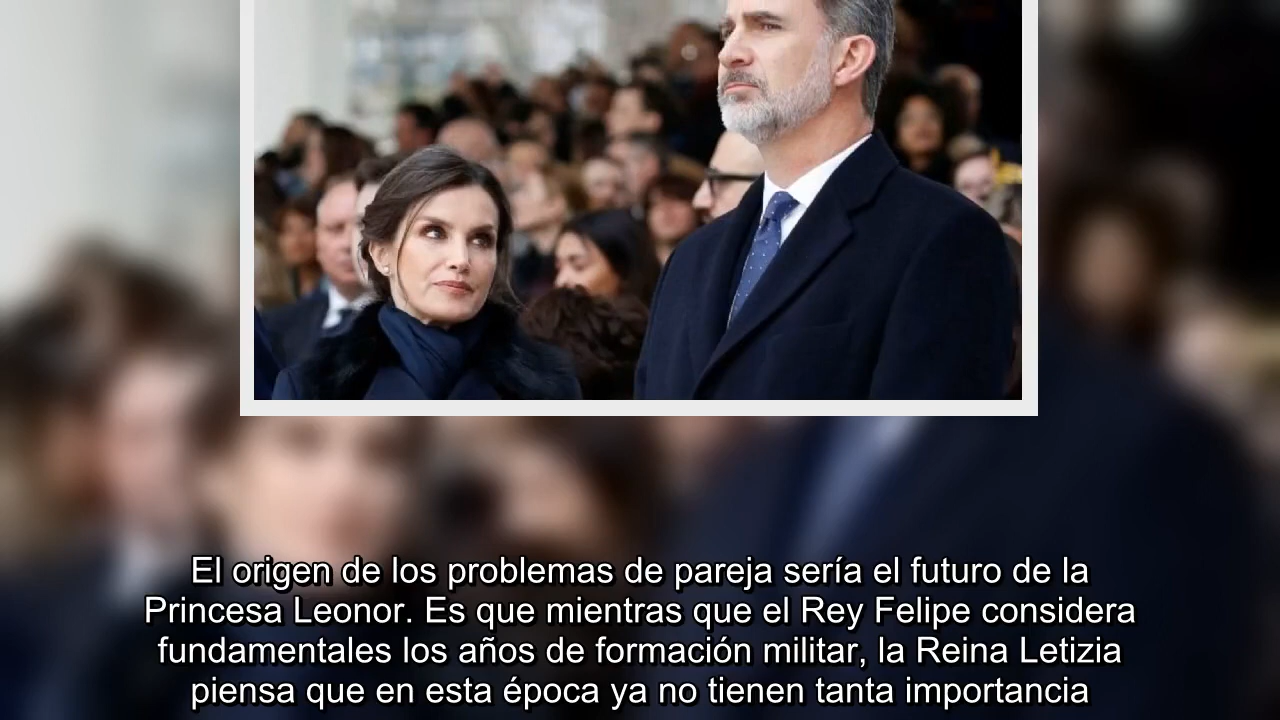 El origen de los problemas de pareja sería el futuro de la
Princesa Leonor. Es que mientras que el Rey Felipe considera
fundamentales los años de formación militar, la Reina Letizia
piensa que en esta época ya no tienen tanta importancia